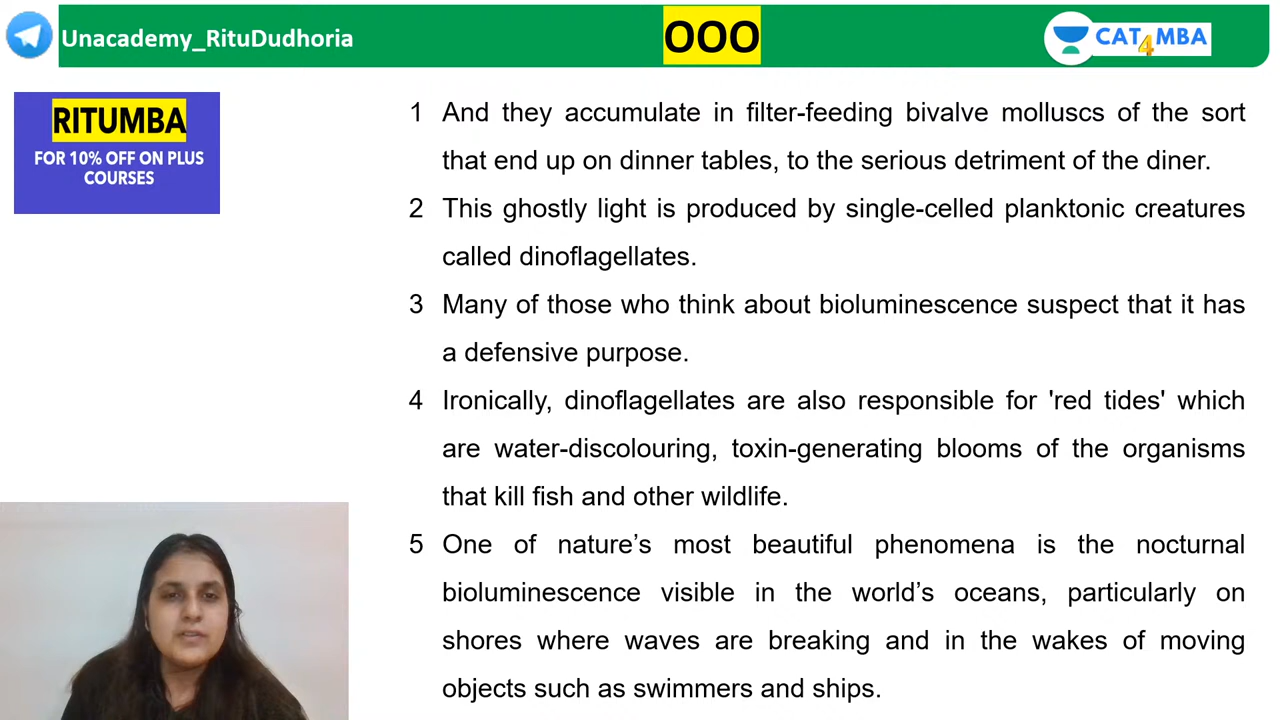 Unacademy_RituDudhoria
OOO
CAT4MBA
RITUMBA
FOR 10% OFF ON PLUS
COURSES
1 And they accumulate in filter-feeding bivalve molluscs of the sort
that end up on dinner tables, to the serious detriment of the diner.
2 This ghostly light is produced by single-celled planktonic creatures
called dinoflagellates.
3 Many of those who think about bioluminescence suspect that it has
a defensive purpose.
4 Ironically, dinoflagellates are also responsible for 'red tides' which
are water-discolouring, toxin-generating blooms of the organisms
that kill fish and other wildlife.
5 One of nature’s most beautiful phenomena is the nocturnal
bioluminescence visible in the world’s oceans, particularly on
shores where waves are breaking and in the wakes of moving
objects such as swimmers and ships.